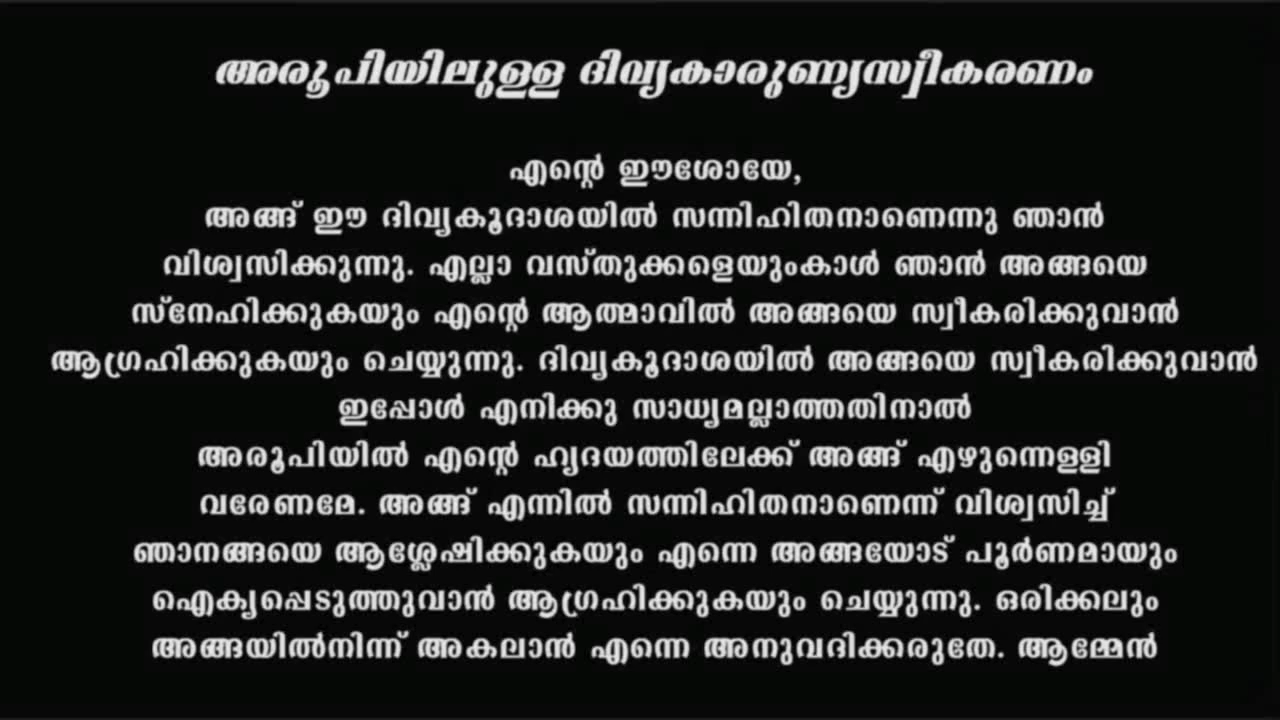 അരൂപിയിലുള്ള ദിവ്യകാരുണ്യസ്വീകരണം
എന്റെ ഈശോയേ,
അങ്ങ് ഈ ദിവ്യകൂദാശയിൽ സന്നിഹിതനാണെന്നു ഞാൻ
വിശ്വസിക്കുന്നു. എല്ലാ വസ്തുക്കളെയുംകാൾ ഞാൻ അങ്ങയെ
സ്നേഹിക്കുകയും എന്റെ ആത്മാവിൽ അങ്ങയെ സ്വീകരിക്കുവാൻ
ആഗ്രഹിക്കുകയും ചെയ്യുന്നു. ദിവ്യകൂദാശയിൽ അങ്ങയെ സ്വീകരിക്കുവാൻ
ഇപ്പോൾ എനിക്കു സാധ്യമല്ലാത്തതിനാൽ
അരൂപിയിൽ എന്റെ ഹൃദയത്തിലേക്ക് അങ്ങ് എഴുന്നെള്ളി
വരേണമേ. അങ്ങ് എന്നിൽ സന്നിഹിതനാണെന്ന് വിശ്വസിച്ച്
ഞാനങ്ങയെ ആശ്ലേഷിക്കുകയും എന്നെ അങ്ങയോട് പൂർണമായും
ഐക്യപ്പെടുത്തുവാൻ ആഗ്രഹിക്കുകയും ചെയ്യുന്നു. ഒരിക്കലും
അങ്ങയിൽനിന്ന് അകലാൻ എന്നെ അനുവദിക്കരുതേ. ആമ്മേൻ